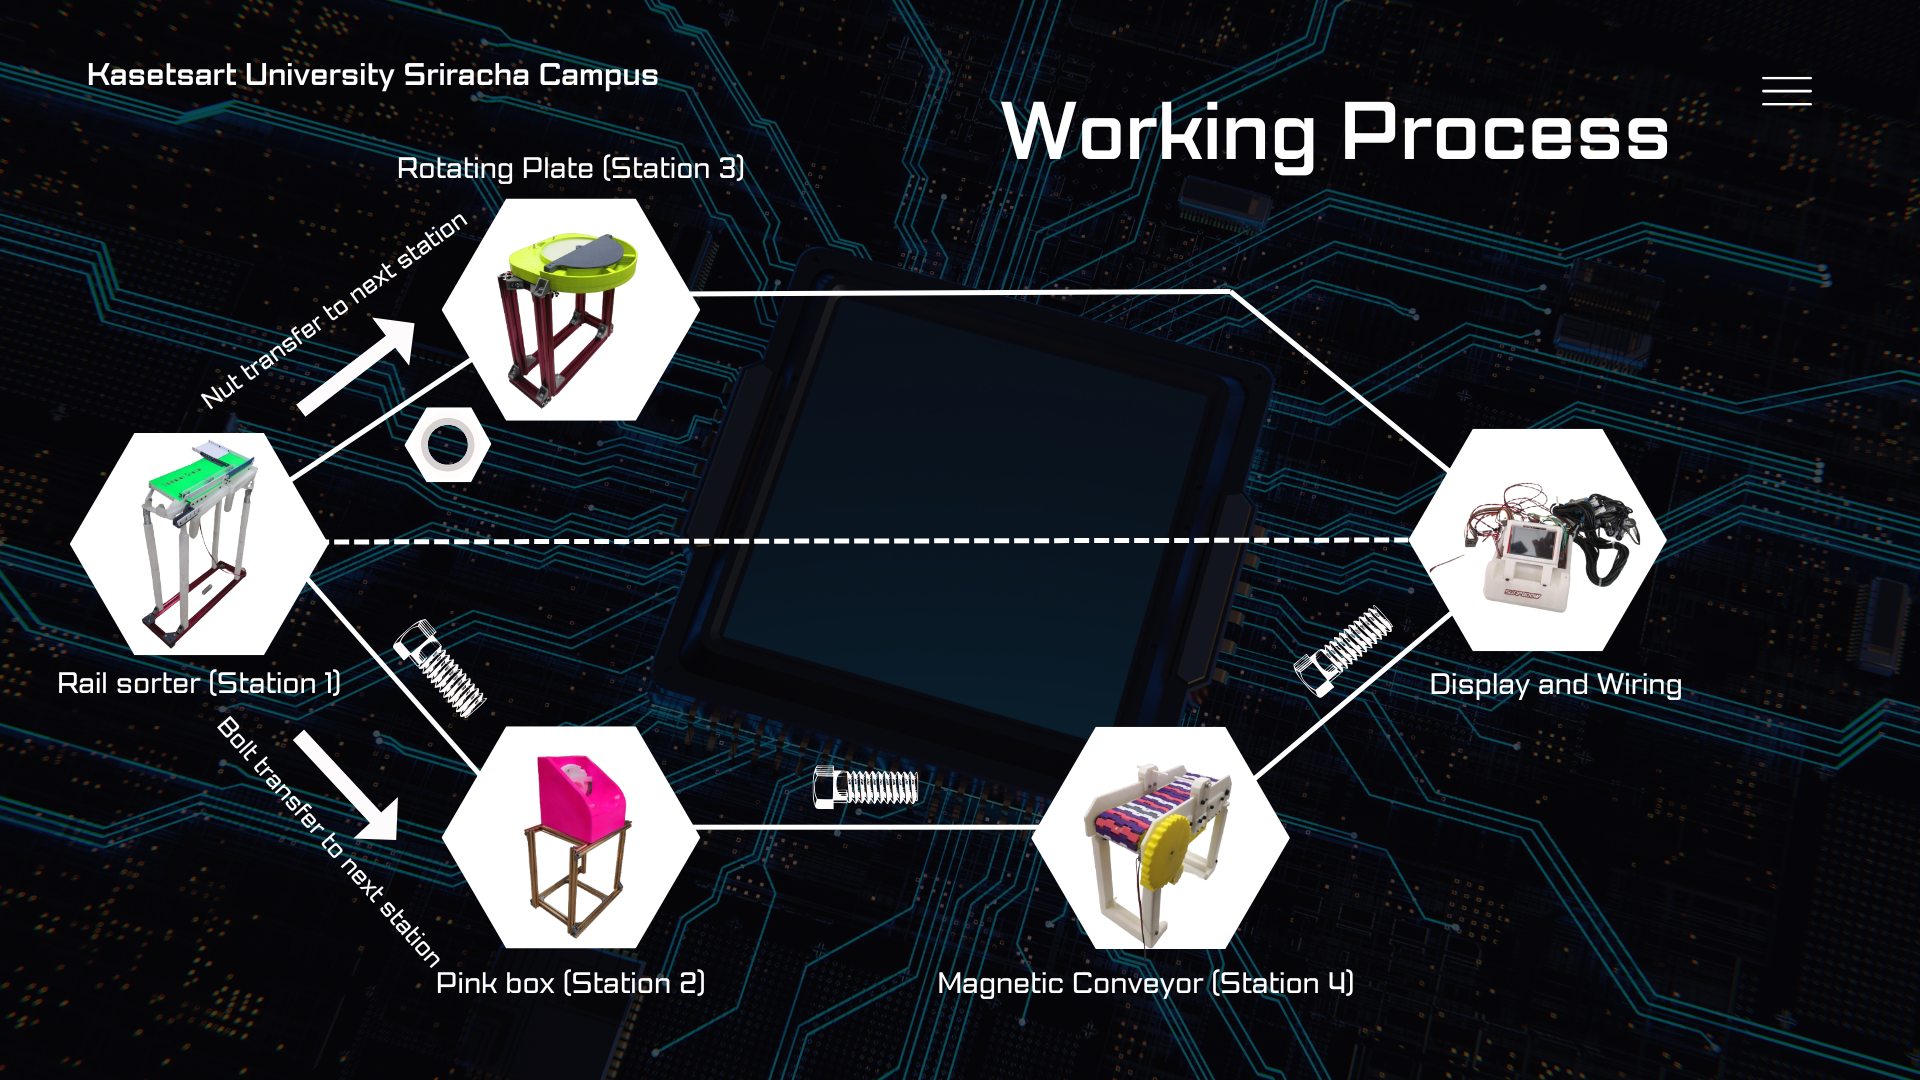 Kasetsart University Sriracha Campus
Working Process
Rotating Plate (Station 3)
Nut transfer to next station
Rail sorter (Station 1)
Display and Wiring
Bolt transfer to next station
Pink box (Station 2)
Magnetic Conveyor (Station 4)